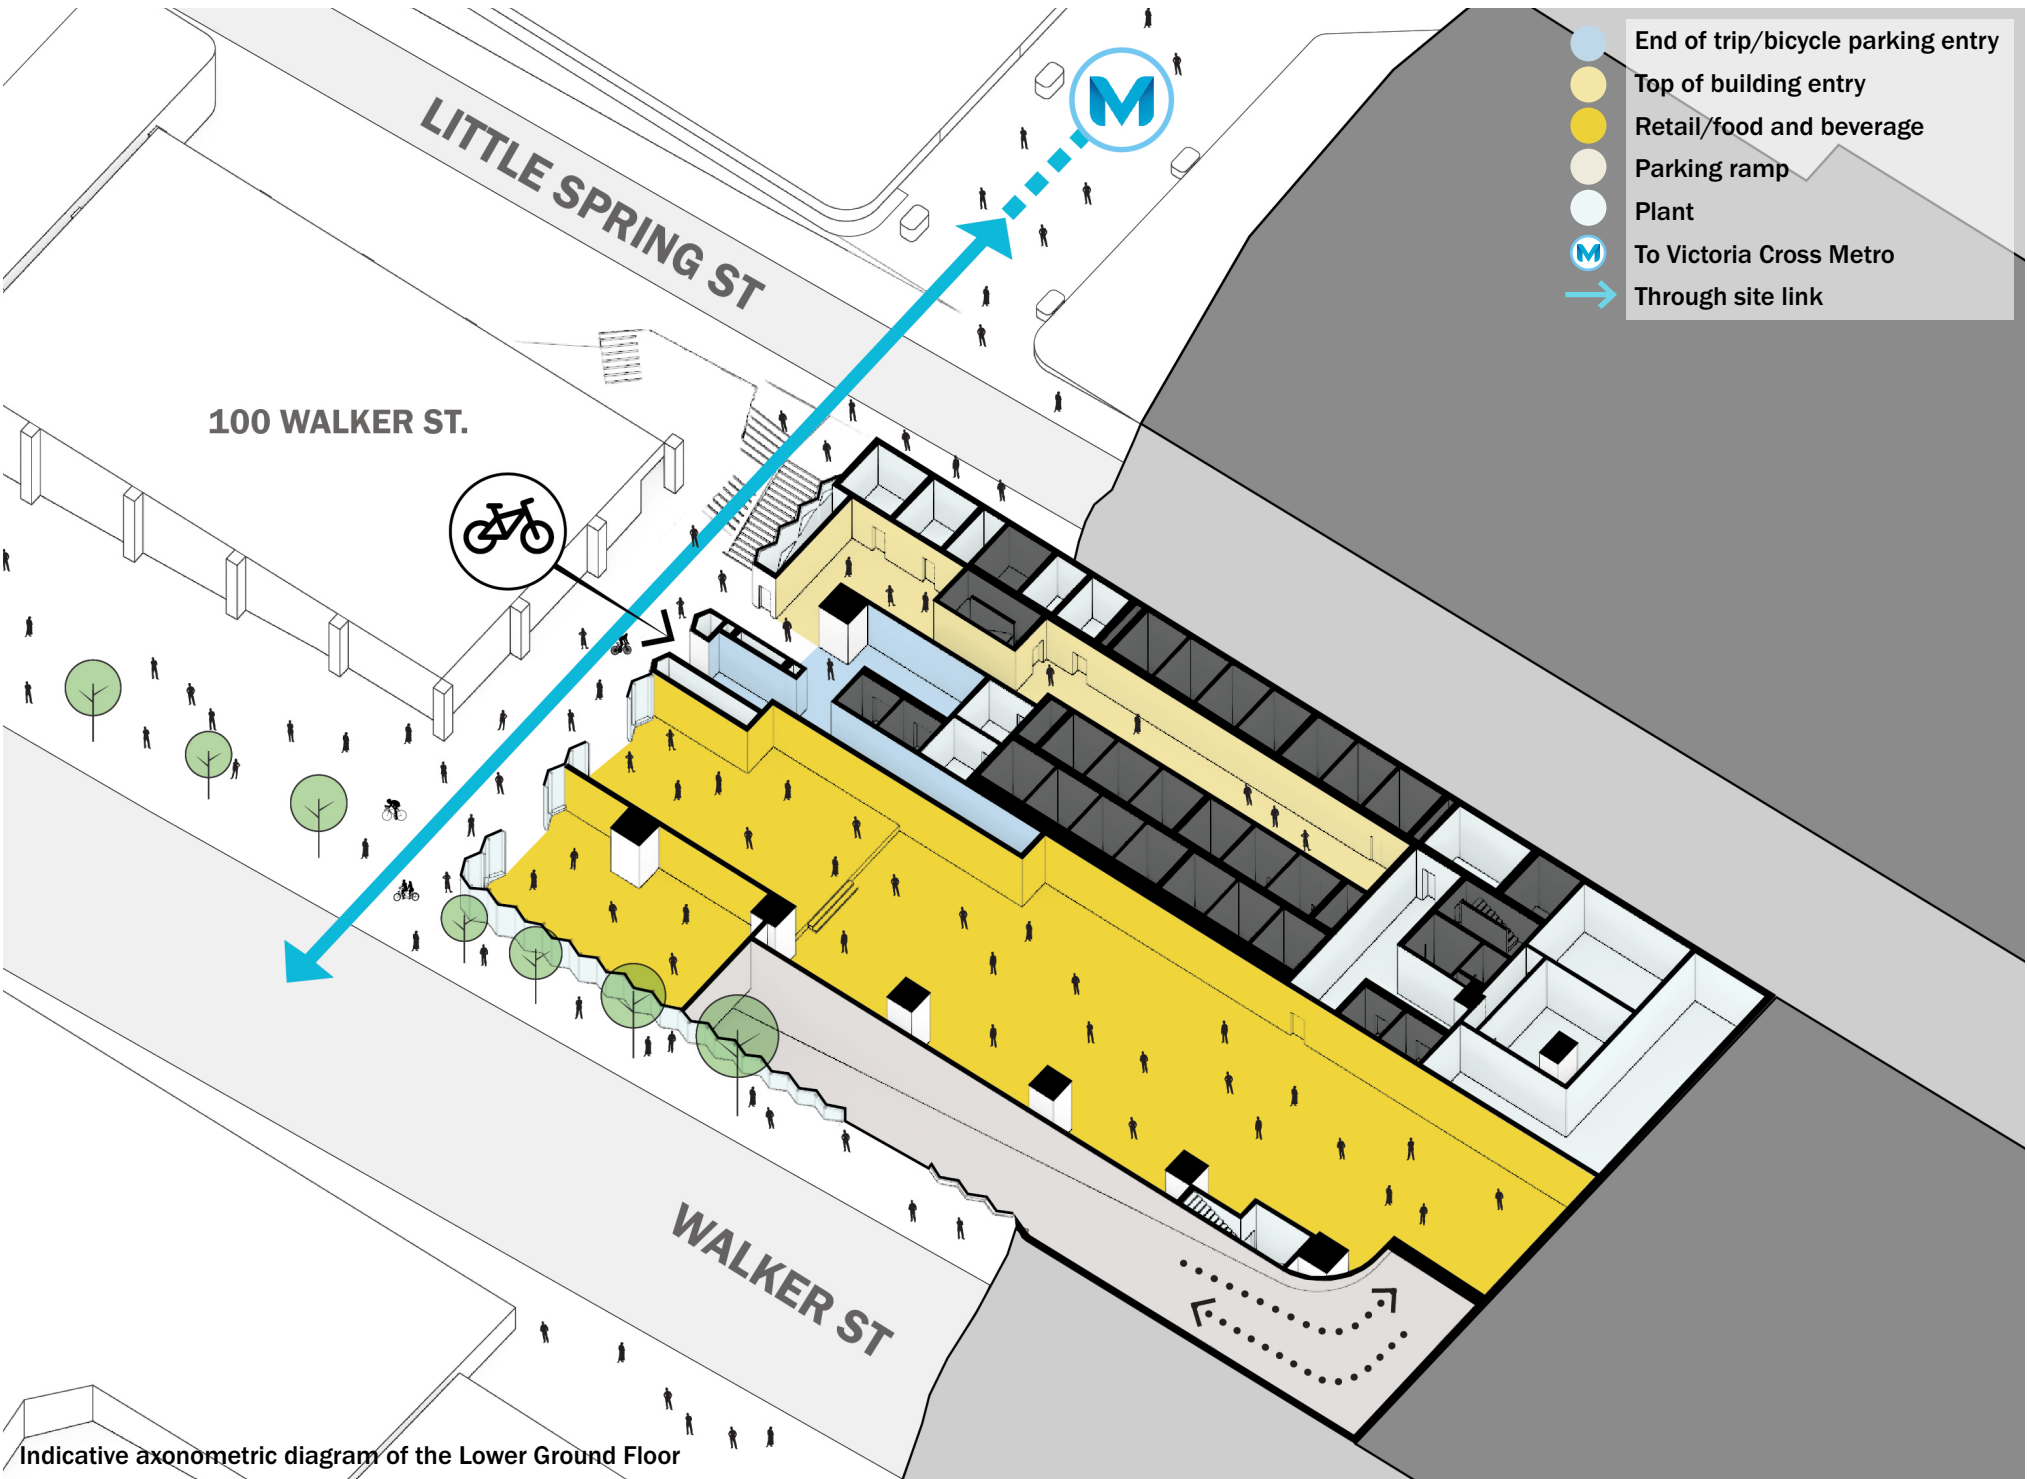 End of trip/bicycle parking entry
Top of building entry
Retail/food and beverage
Parking ramp
Plant
M To Victoria Cross Metro
Through site link
M
LITTLE SPRING ST
100 WALKER ST.
WALKER ST
Indicative axonometric diagram of the Lower Ground Floor